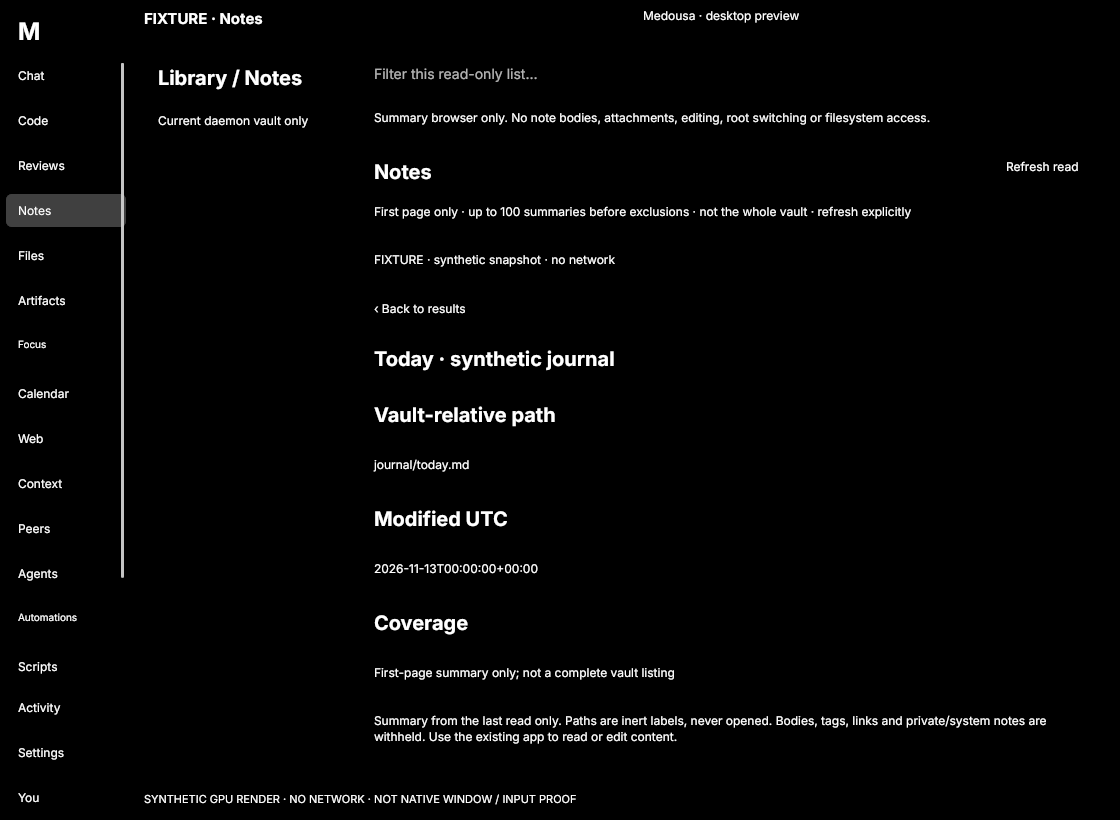 M
Chat
Code
Reviews
Notes
Files
Artifacts
Focus
Calendar
Web
Context
Peers
Agents
Automations
Scripts
Activity
Settings
You
FIXTURE · Notes
Medousa · desktop preview
Library / Notes
Current daemon vault only
Filter this read-only list...
Summary browser only. No note bodies, attachments, editing, root switching or filesystem access.
Notes
Refresh read
First page only · up to 100 summaries before exclusions · not the whole vault · refresh explicitly
FIXTURE · synthetic snapshot · no network
‹ Back to results
Today · synthetic journal
Vault-relative path
journal/today.md
Modified UTC
2026-11-13T00:00:00+00:00
Coverage
First-page summary only; not a complete vault listing
Summary from the last read only. Paths are inert labels, never opened. Bodies, tags, links and private/system notes are
withheld. Use the existing app to read or edit content.
SYNTHETIC GPU RENDER · NO NETWORK · NOT NATIVE WINDOW / INPUT PROOF